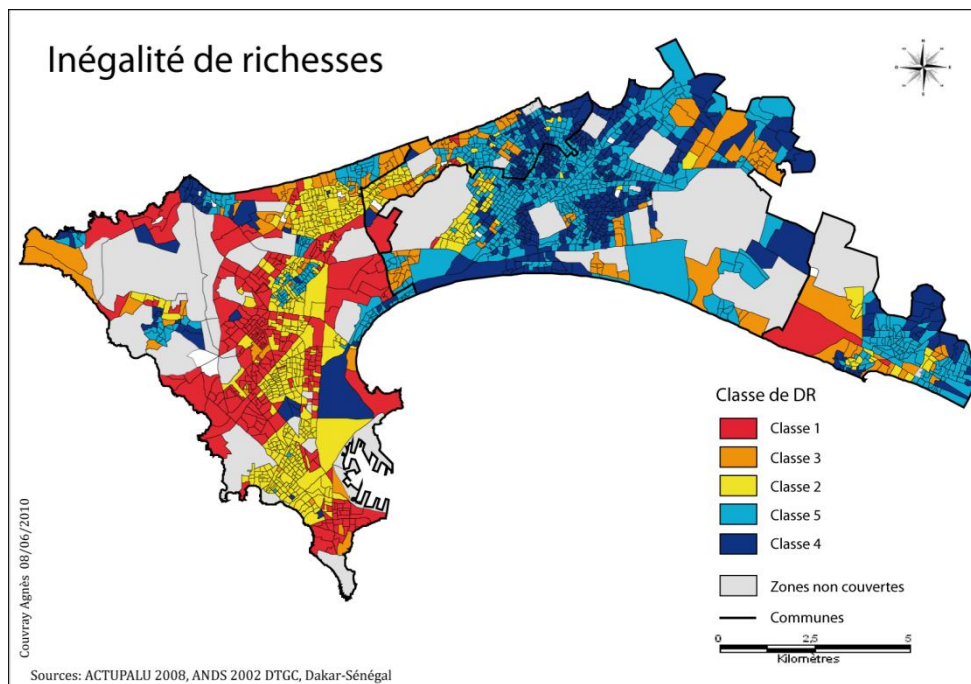 Inégalité de richesses
Classe de DR
Classe 1
Classe 3
Classe 2
Classe 5
Classe 4
Zones non couvertes
Communes
0 2,5 5
Kilomètres
Couvray Agnès 08/06/2010
Sources: ACTUPALU 2008, ANDS 2002 DTGC, Dakar-Sénégal